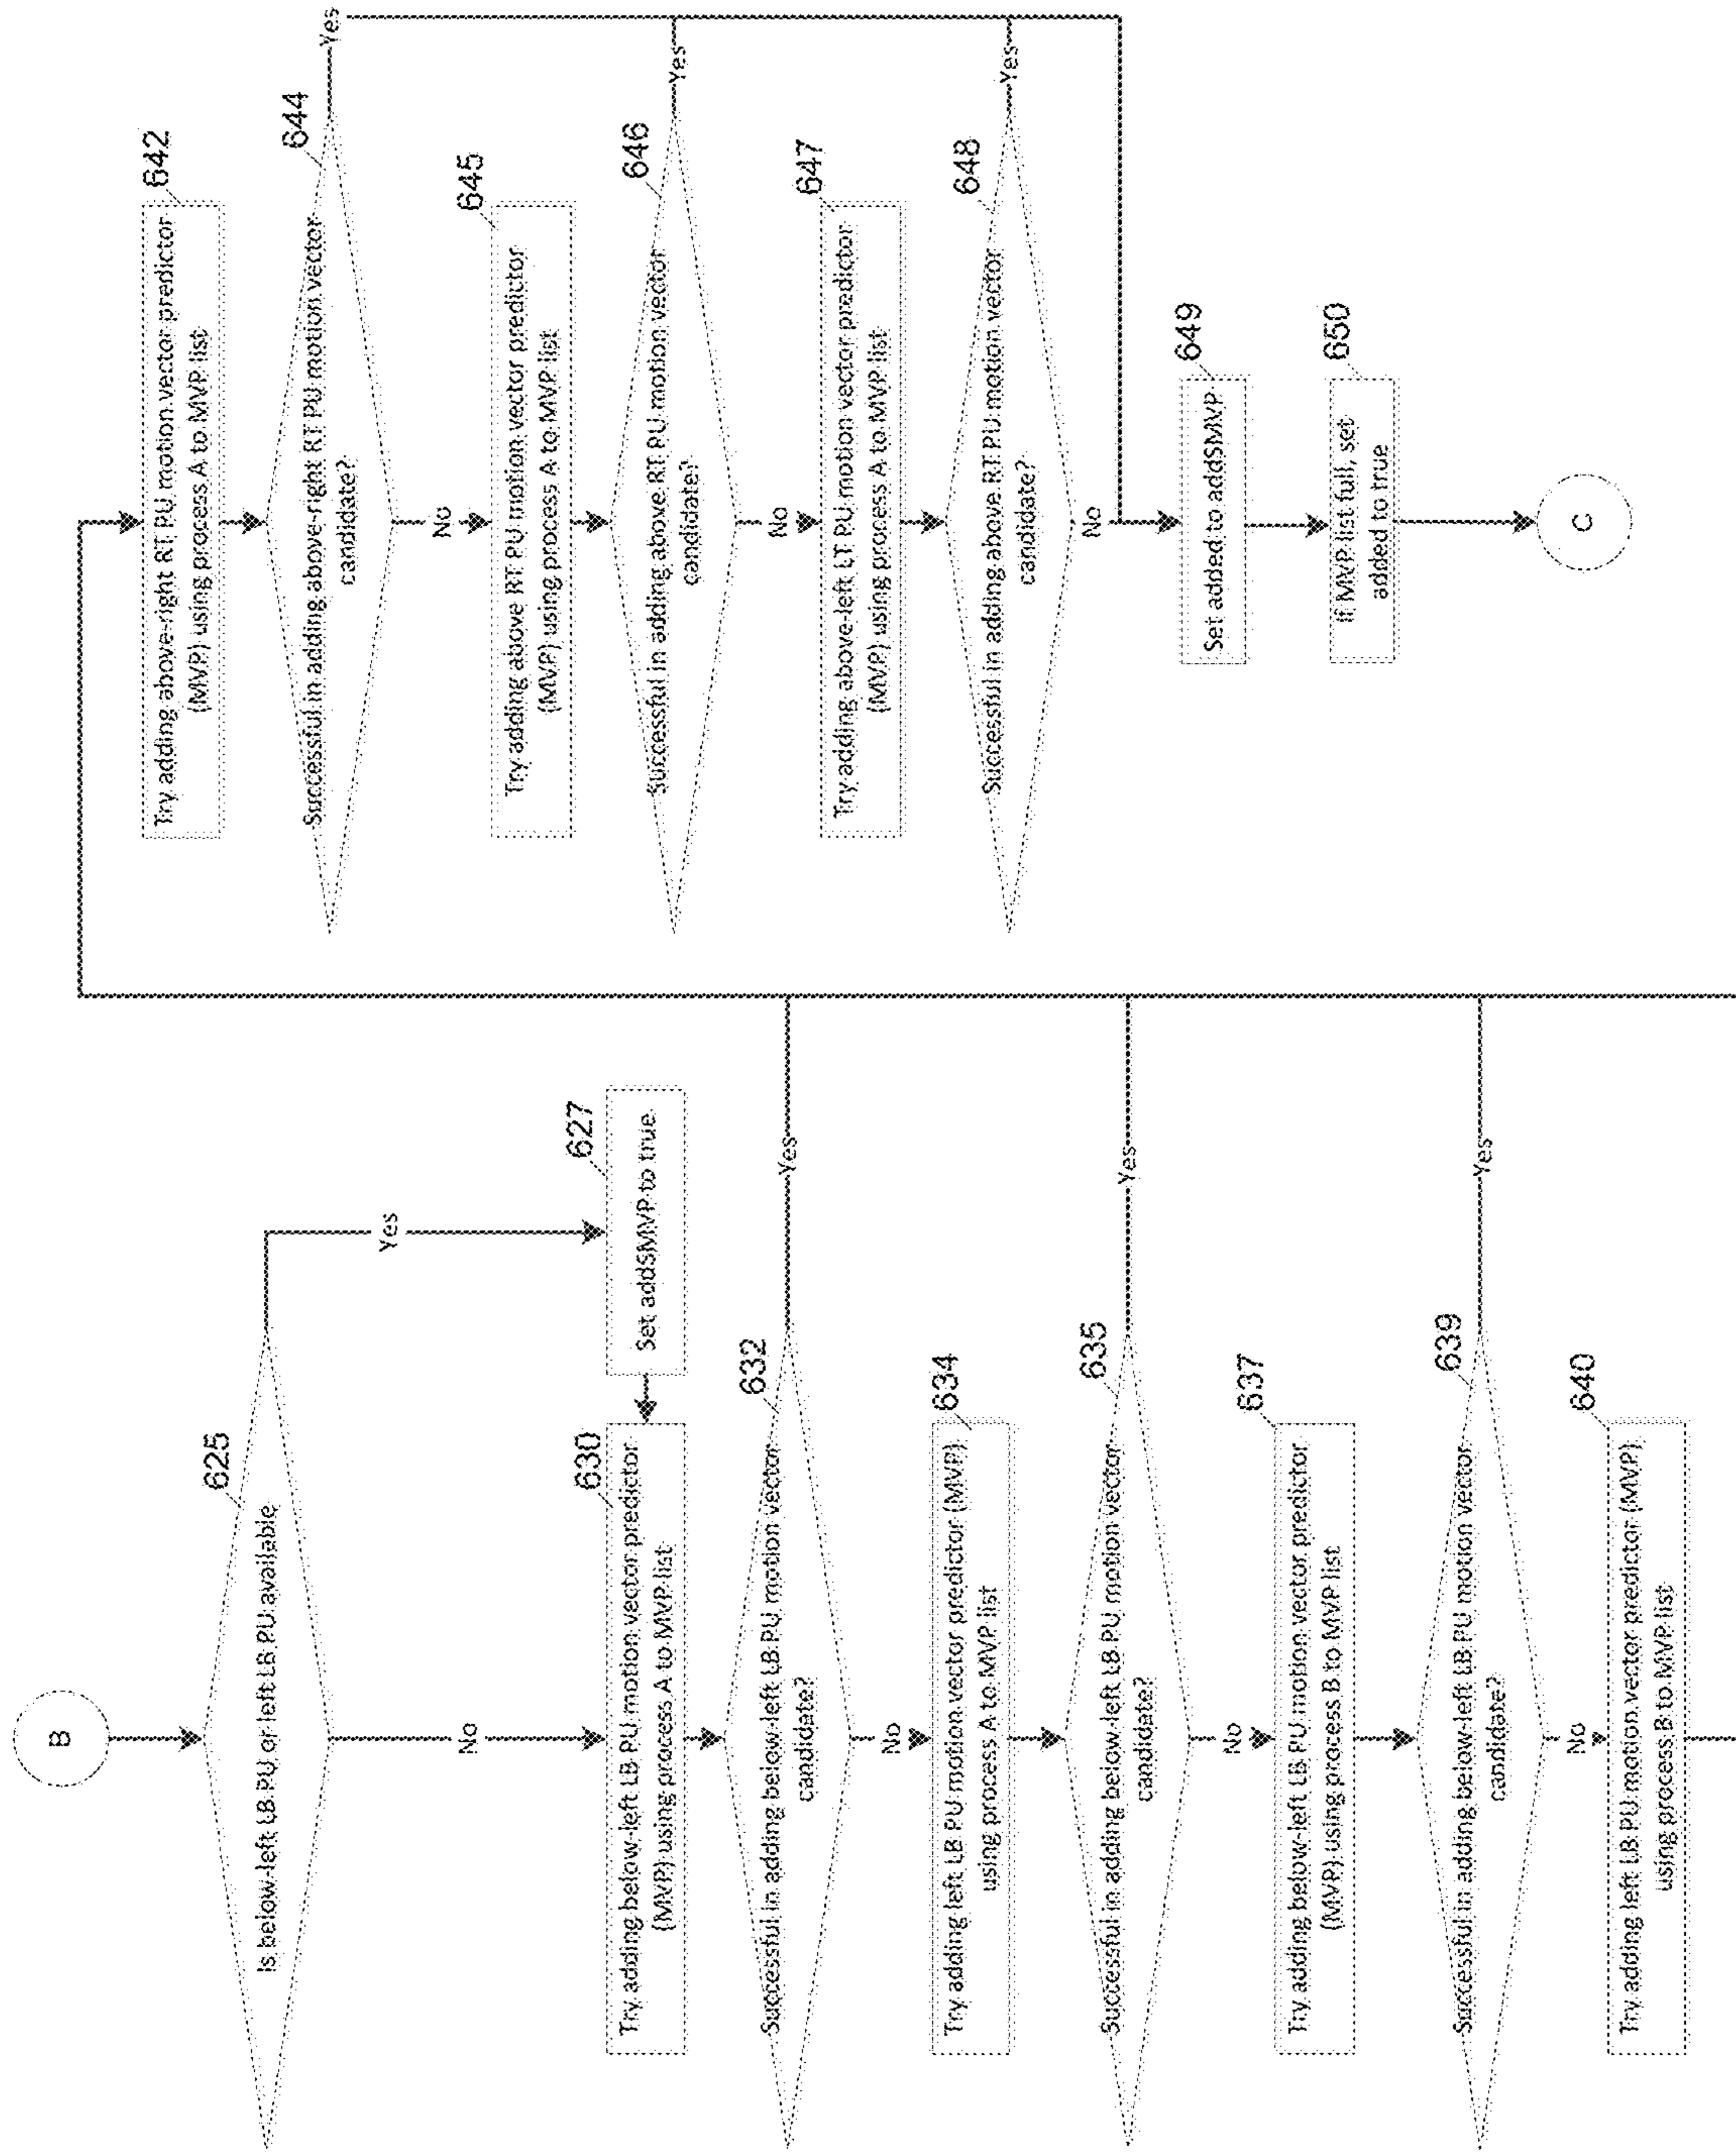 B
625
Is below-left LB PU or left LB PU available
Yes
No
627
Set addSMVP to true
630
Try adding below-left LB PU motion vector predictor
(MVP) using process A to MVP list
632
Successful in adding below-left LB PU motion vector
candidate?
Yes
No
634
Try adding left LB PU motion vector predictor (MVP)
using process A to MVP list
635
Successful in adding below-left LB PU motion vector
candidate?
Yes
No
637
Try adding below-left LB PU motion vector predictor
(MVP) using process B to MVP list
639
Successful in adding below-left LB PU motion vector
candidate?
Yes
No
640
Try adding left LB PU motion vector predictor (MVP)
using process B to MVP list
642
Try adding above-right RT PU motion vector predictor
(MVP) using process A to MVP list
644
Successful in adding above-right RT PU motion vector
candidate?
Yes
No
645
Try adding above RT PU motion vector predictor
(MVP) using process A to MVP list
646
Successful in adding above RT PU motion vector
candidate?
Yes
No
647
Try adding above-left LT PU motion vector predictor
(MVP) using process A to MVP list
648
Successful in adding above RT PU motion vector
candidate?
Yes
No
649
Set added to addSMVP
650
If MVP list full, set
added to true
C